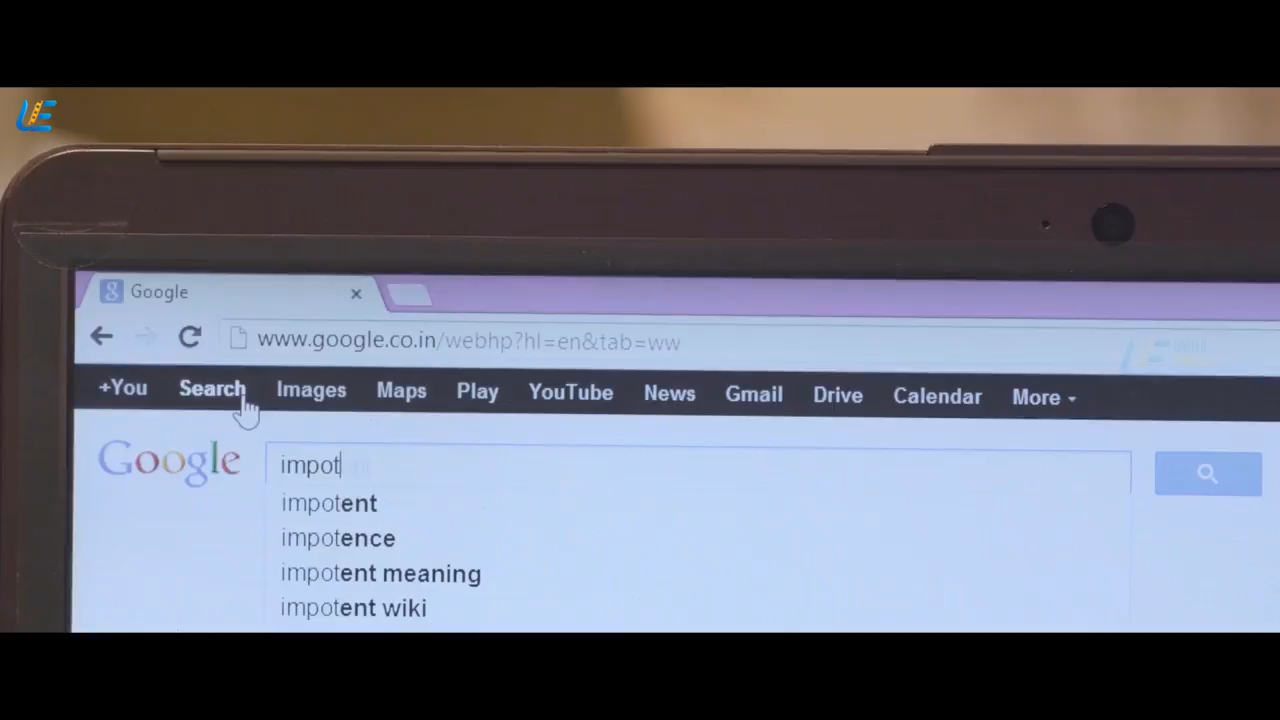 UE
Google
www.google.co.in/webhp?hl=en&tab=ww
+You Search Images Maps Play YouTube News Gmail Drive Calendar More
Google impot
impotent
impotence
impotent meaning
impotent wiki